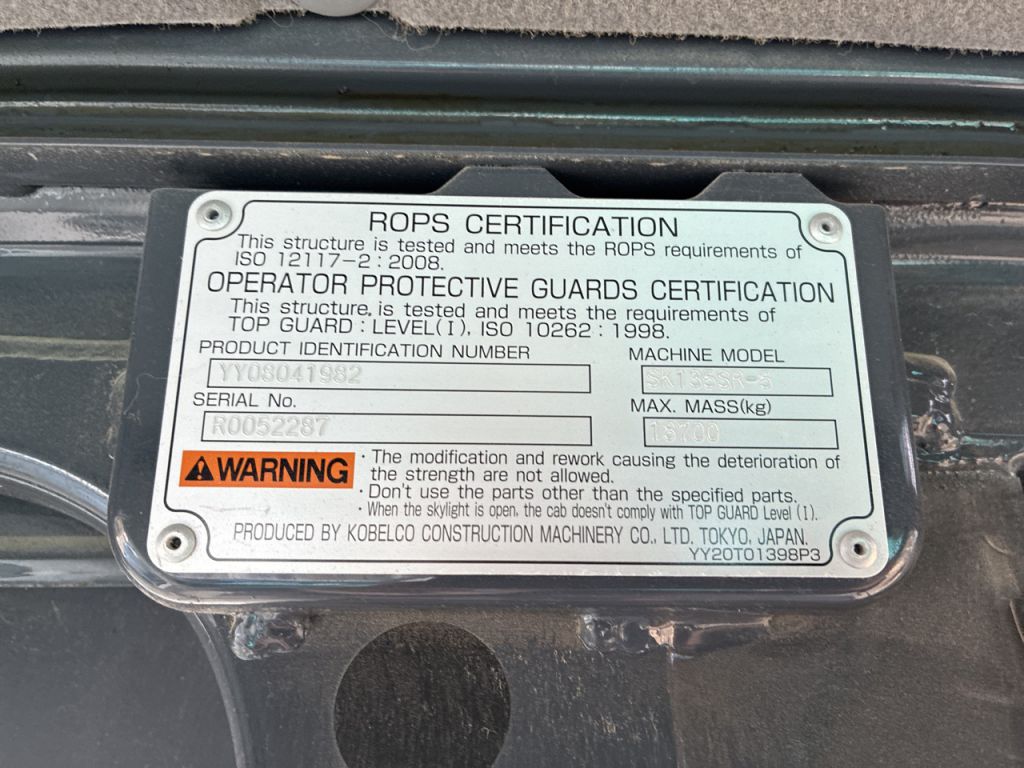 ROPS CERTIFICATION
This structure is tested and meets the ROPS requirements of
ISO 12117-2 : 2008.
OPERATOR PROTECTIVE GUARDS CERTIFICATION
This structure. is tested and meets the requirements of
TOP GUARD : LEVEL(I), ISO 10262 : 1998.
PRODUCT IDENTIFICATION NUMBER
MACHINE MODEL
YY08041982
SERIAL No.
MAX. MASS(kg)
R0052287
WARNING
· The modification and rework causing the deterioration of
the strength are not allowed.
· Don't use the parts other than the specified parts.
· When the skylight is open, the cab doesn't comply with TOP GUARD Level (I).
PRODUCED BY KOBELCO CONSTRUCTION MACHINERY CO., LTD. TOKYO, JAPAN.
YY20T01398P3